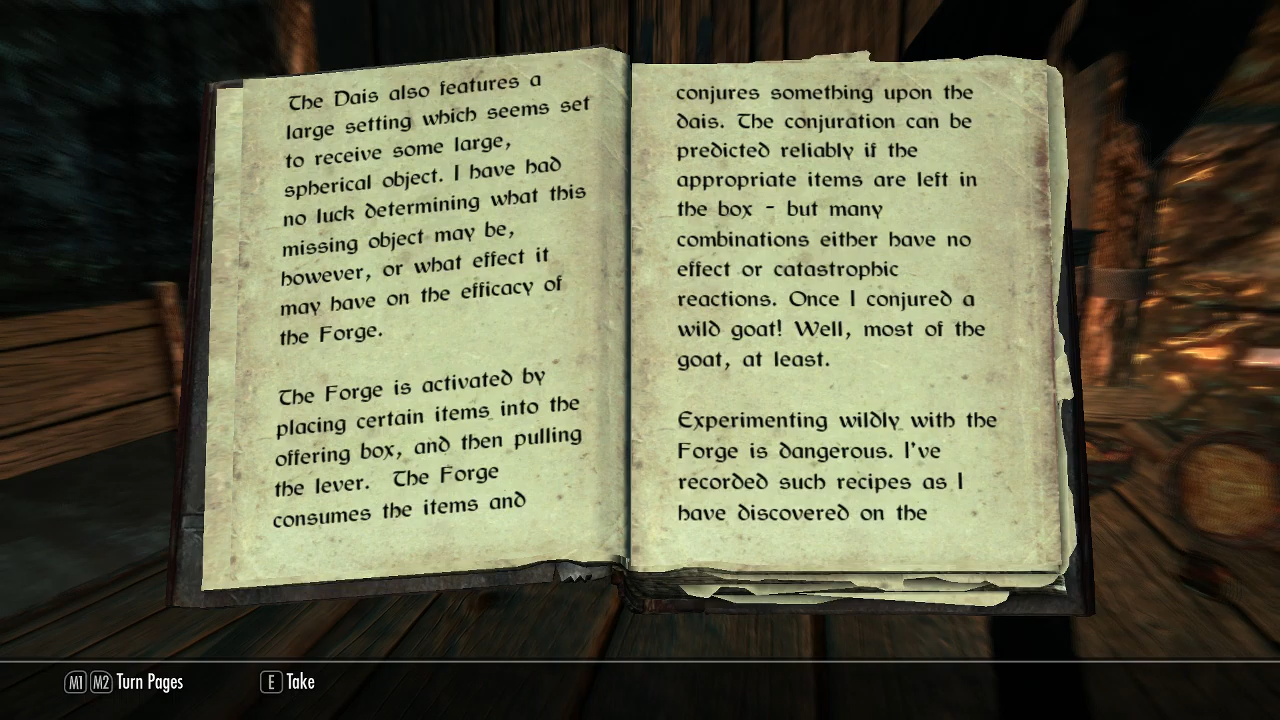 The Dais also features a
large setting which seems set
to receive some large,
spherical object. I have had
no luck determining what this
missing object may be,
however, or what effect it
may have on the efficacy of
the Forge.
The Forge is activated by
placing certain items into the
offering box, and then pulling
the lever.  The Forge
consumes the items and
conjures something upon the
dais. The conjuration can be
predicted reliably if the
appropriate items are left in
the box - but many
combinations either have no
effect or catastrophic
reactions. Once I conjured a
wild goat! Well, most of the
goat, at least.
Experimenting wildly with the
Forge is dangerous. I've
recorded such recipes as I
have discovered on the
M1 M2 Turn Pages
E Take